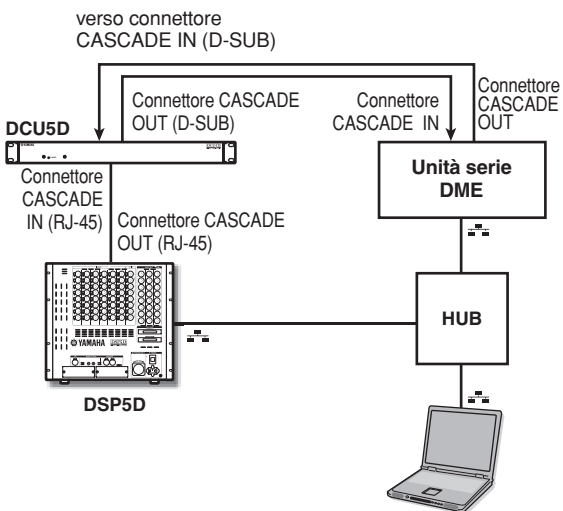 verso connettore
CASCADE IN (D-SUB)
Connettore CASCADE
OUT (D-SUB)
Connettore
CASCADE IN
Connettore
CASCADE
OUT
DCU5D
Unità serie
DME
Connettore
CASCADE
IN (RJ-45)
Connettore CASCADE
OUT (RJ-45)
HUB
YAMAHA
DSP5D